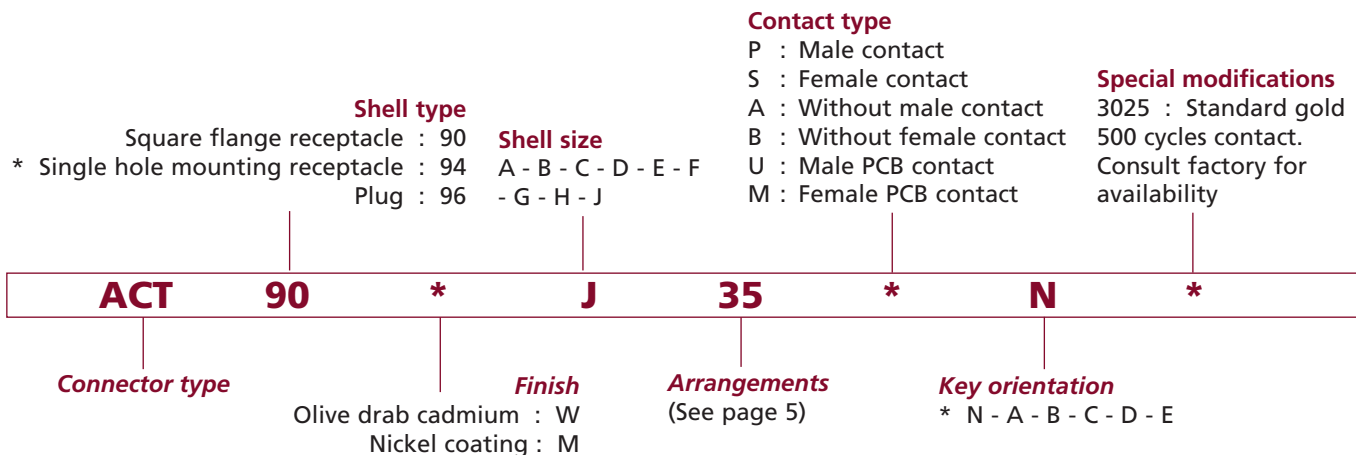 Shell type
Square flange receptacle : 90
* Single hole mounting receptacle : 94
Plug : 96
Shell size
A - B - C - D - E - F
- G - H - J
Contact type
P : Male contact
S : Female contact
A : Without male contact
B : Without female contact
U : Male PCB contact
M : Female PCB contact
Special modifications
3025 : Standard gold
500 cycles contact.
Consult factory for
availability
ACT 90 * J 35 * N *
Connector type
Finish
Olive drab cadmium : W
Nickel coating : M
Arrangements
(See page 5)
Key orientation
* N - A - B - C - D - E